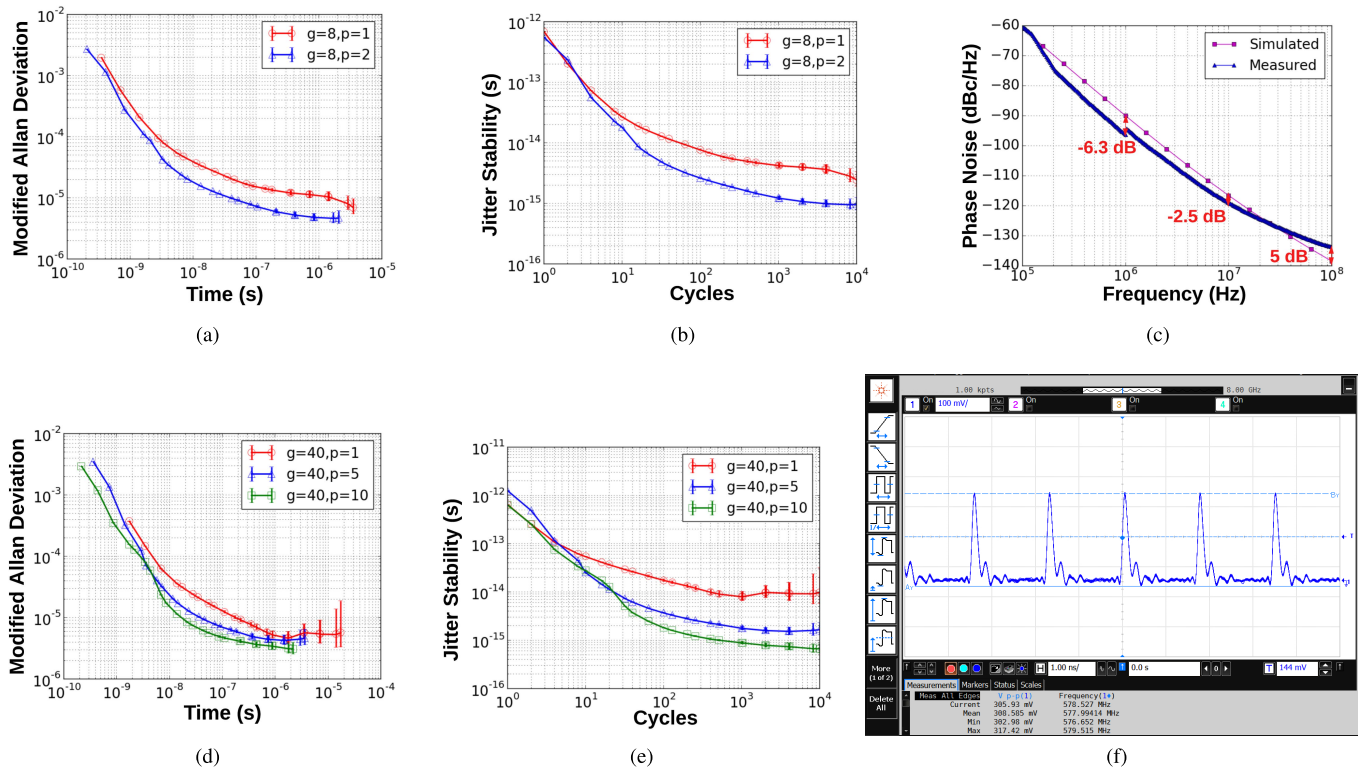 10^-2
10^-3
10^-4
10^-5
10^-6
Modified Allan Deviation
g=8,p=1
g=8,p=2
10^-10 10^-9 10^-8 10^-7 10^-6 10^-5
Time (s)
(a)
10^-12
10^-13
10^-14
10^-15
10^-16
Jitter Stability (s)
g=8,p=1
g=8,p=2
10^0 10^1 10^2 10^3 10^4
Cycles
(b)
−60
−70
−80
−90
−100
−110
−120
−130
−140
Phase Noise (dBc/Hz)
Simulated
Measured
-6.3 dB
-2.5 dB
5 dB
10^5 10^6 10^7 10^8
Frequency (Hz)
(c)
10^-2
10^-3
10^-4
10^-5
10^-6
Modified Allan Deviation
g=40,p=1
g=40,p=5
g=40,p=10
10^-10 10^-9 10^-8 10^-7 10^-6 10^-5 10^-4
Time (s)
(d)
10^-11
10^-12
10^-13
10^-14
10^-15
10^-16
Jitter Stability (s)
g=40,p=1
g=40,p=5
g=40,p=10
10^0 10^1 10^2 10^3 10^4
Cycles
(e)
1.00 kpts 8.00 GHz
1 On 100 mV/ 2 On 3 On 4 On
More
(1 of 2)
Delete
All
H 1.00 ns/ 0.0 s 0 T 144 mV
Measurements Markers Status Scales
Meas All Edges V p-p(1) Frequency(1♦)
Current 305.93 mV 578.527 MHz
Mean 308.585 mV 577.99414 MHz
Min 302.98 mV 576.652 MHz
Max 317.42 mV 579.515 MHz
(f)